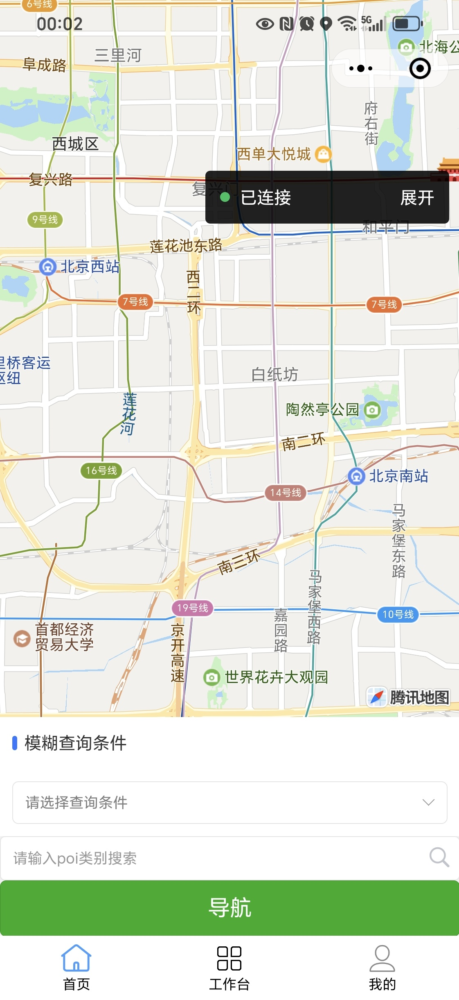 6号线
00:02
5G
北海公
三里河
阜成路
府右街
西城区
西单大悦城
复兴路
复兴门
已连接
展开
9号线
和平门
莲花池东路
北京西站
西二环
7号线
7号线
里桥客运
枢纽
白纸坊
莲花河
陶然亭公园
南二环
16号线
北京南站
14号线
马家堡东路
南三环
马家堡西路
19号线
嘉园路
10号线
首都经济
贸易大学
京开高速
世界花卉大观园
腾讯地图
模糊查询条件
请选择查询条件
请输入poi类别搜索
导航
首页
工作台
我的